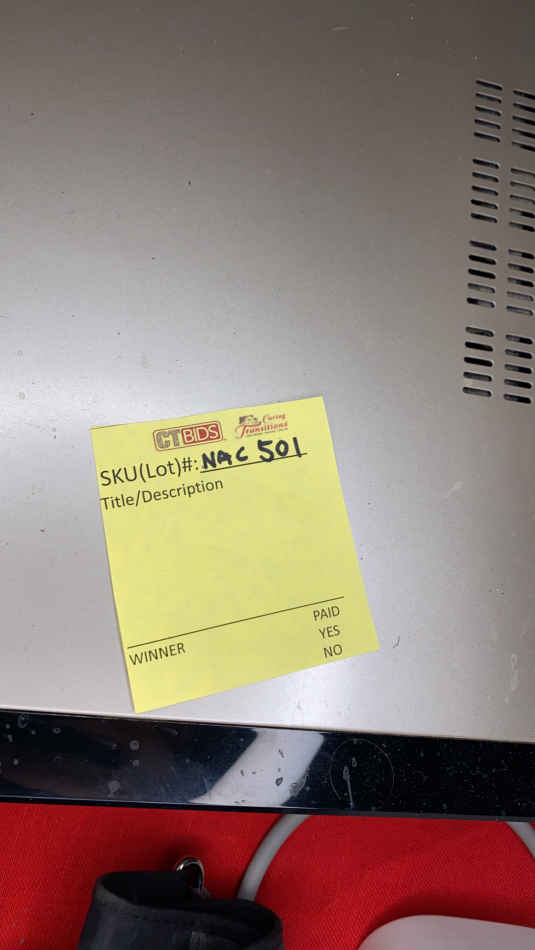 CTBIDS
Caring
Transitions
SKU(Lot)#: NAC 501
Title/Description
PAID
WINNER YES
NO